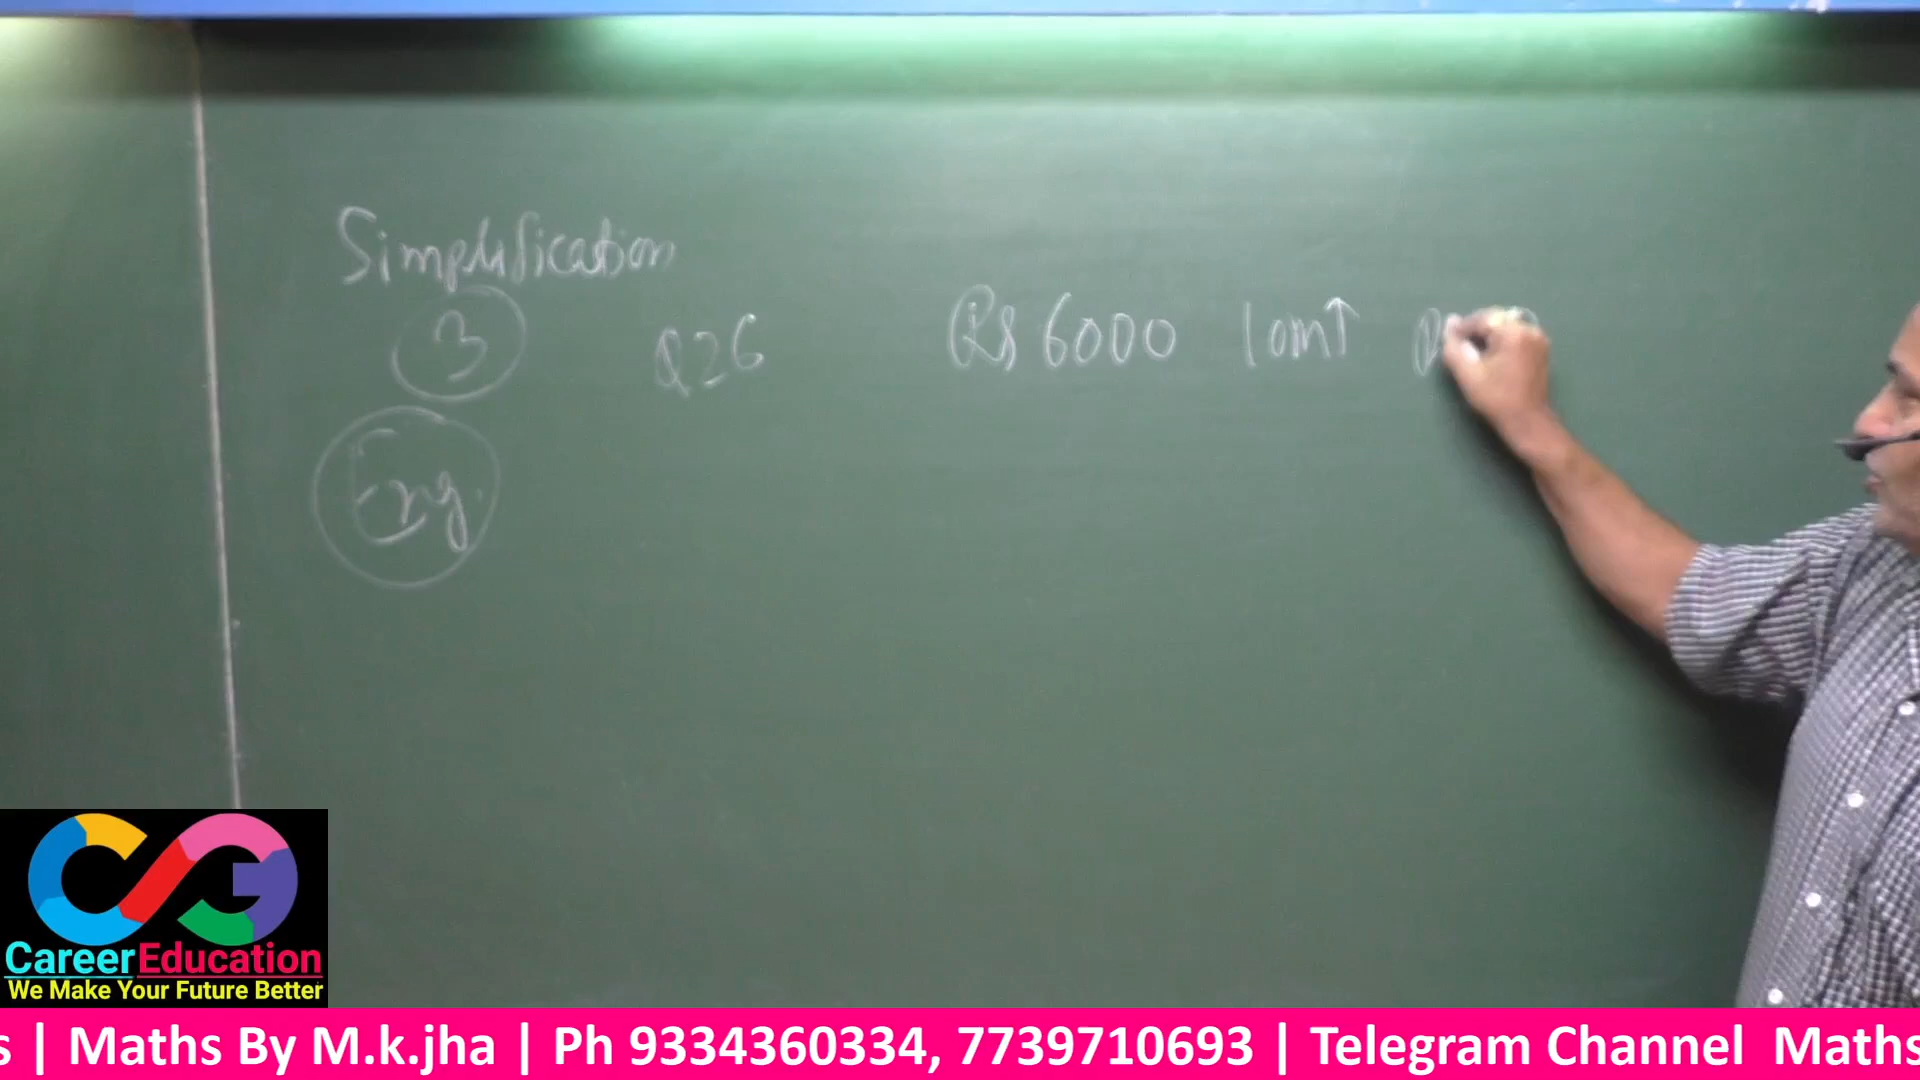 Simplification
3 Q26 Rs 6000 10m↑
Eng.
CareerEducation
We Make Your Future Better
s | Maths By M.k.jha | Ph 9334360334, 7739710693 | Telegram Channel Maths